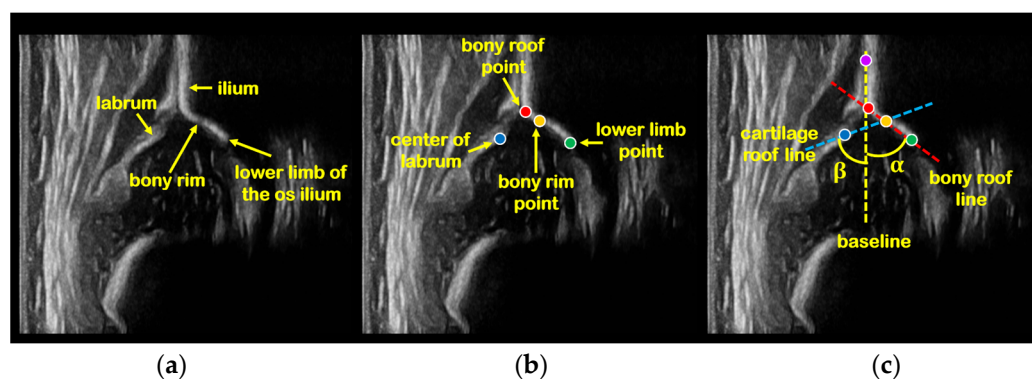 ilium
labrum
bony rim
lower limb of
the os ilium
(a)
bony roof
point
center of
labrum
lower limb
point
bony rim
point
(b)
cartilage
roof line
β
α
bony roof
line
baseline
(c)